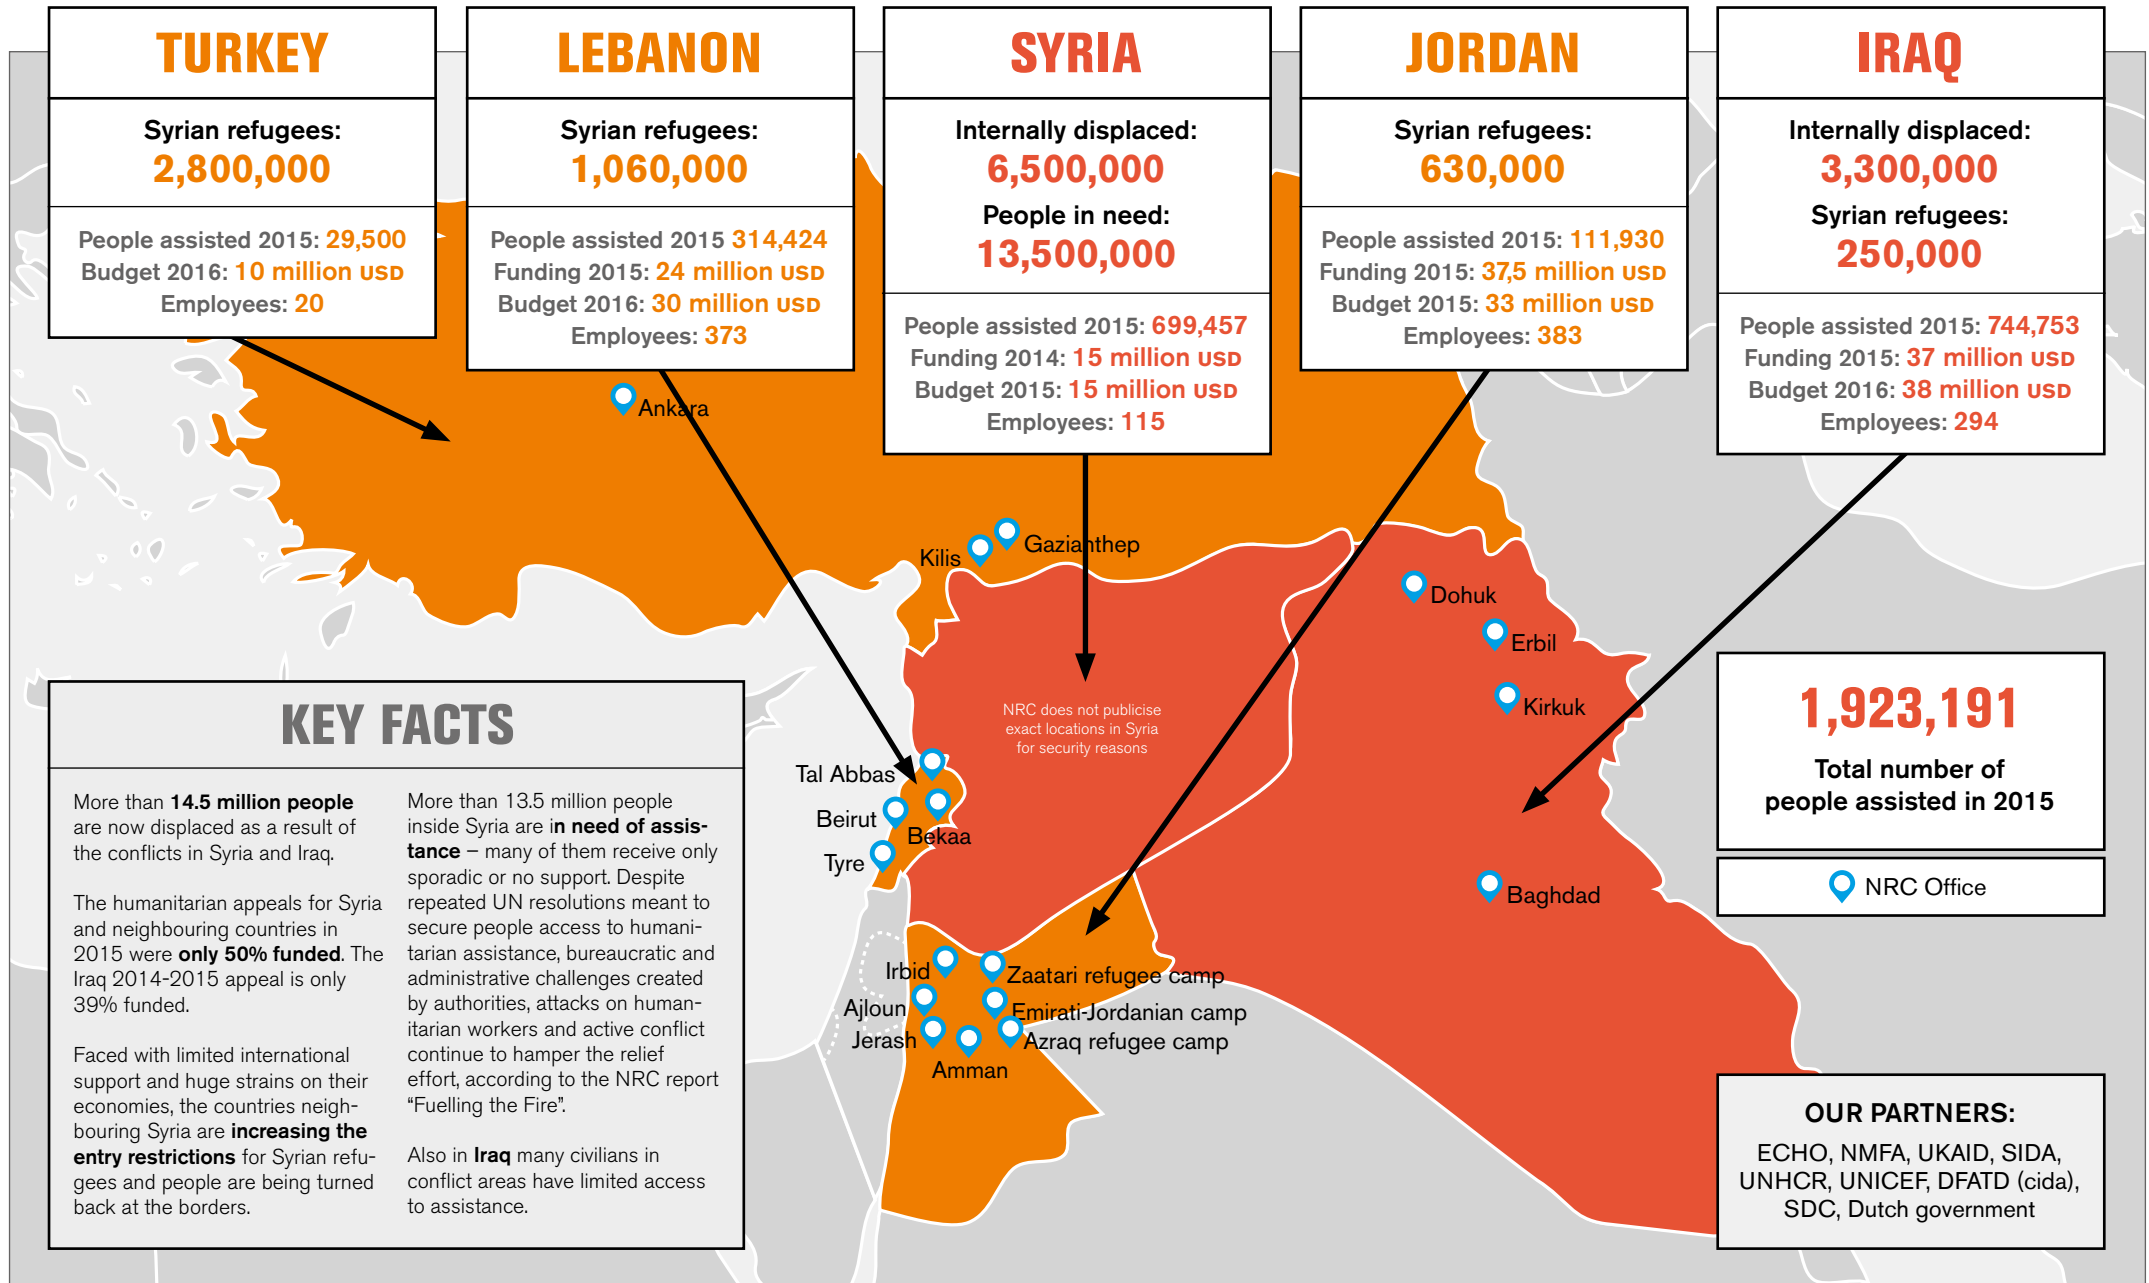 TURKEY
Syrian refugees:
2,800,000
People assisted 2015: 29,500
Budget 2016: 10 million USD
Employees: 20
LEBANON
Syrian refugees:
1,060,000
People assisted 2015 314,424
Funding 2015: 24 million USD
Budget 2016: 30 million USD
Employees: 373
SYRIA
Internally displaced:
6,500,000
People in need:
13,500,000
People assisted 2015: 699,457
Funding 2014: 15 million USD
Budget 2015: 15 million USD
Employees: 115
JORDAN
Syrian refugees:
630,000
People assisted 2015: 111,930
Funding 2015: 37,5 million USD
Budget 2015: 33 million USD
Employees: 383
IRAQ
Internally displaced:
3,300,000
Syrian refugees:
250,000
People assisted 2015: 744,753
Funding 2015: 37 million USD
Budget 2016: 38 million USD
Employees: 294
Ankara
Gazianthep
Kilis
Dohuk
Erbil
Kirkuk
NRC does not publicise
exact locations in Syria
for security reasons
Tal Abbas
Beirut
Bekaa
Tyre
Baghdad
Irbid
Zaatari refugee camp
Ajloun
Emirati-Jordanian camp
Jerash
Azraq refugee camp
Amman
KEY FACTS
More than 14.5 million people
are now displaced as a result of
the conflicts in Syria and Iraq.
The humanitarian appeals for Syria
and neighbouring countries in
2015 were only 50% funded. The
Iraq 2014-2015 appeal is only
39% funded.
Faced with limited international
support and huge strains on their
economies, the countries neigh-
bouring Syria are increasing the
entry restrictions for Syrian refu-
gees and people are being turned
back at the borders.
More than 13.5 million people
inside Syria are in need of assis-
tance – many of them receive only
sporadic or no support. Despite
repeated UN resolutions meant to
secure people access to humani-
tarian assistance, bureaucratic and
administrative challenges created
by authorities, attacks on human-
itarian workers and active conflict
continue to hamper the relief
effort, according to the NRC report
“Fuelling the Fire”.
Also in Iraq many civilians in
conflict areas have limited access
to assistance.
1,923,191
Total number of
people assisted in 2015
NRC Office
OUR PARTNERS:
ECHO, NMFA, UKAID, SIDA,
UNHCR, UNICEF, DFATD (cida),
SDC, Dutch government